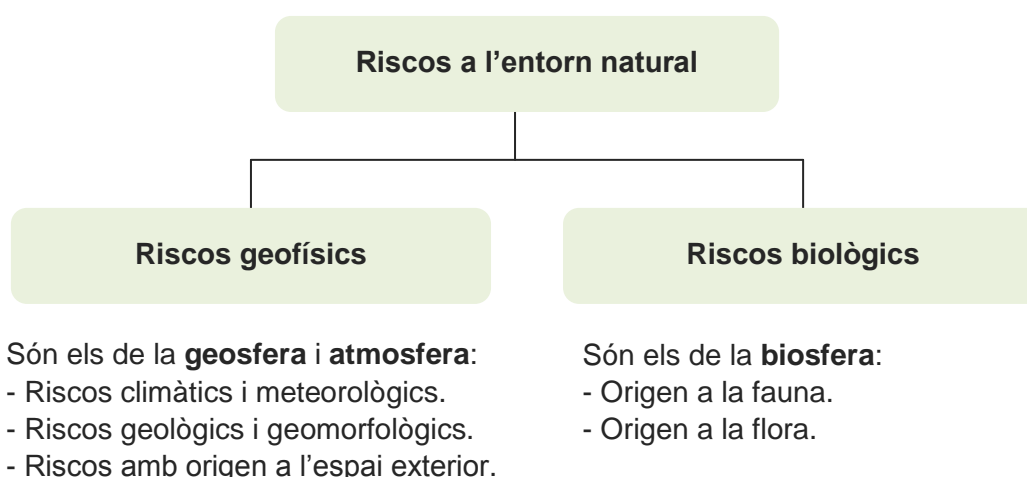 Riscos a l’entorn natural
Riscos geofísics
Riscos biològics
Són els de la geosfera i atmosfera:
- Riscos climàtics i meteorològics.
- Riscos geològics i geomorfològics.
- Riscos amb origen a l’espai exterior.
Són els de la biosfera:
- Origen a la fauna.
- Origen a la flora.